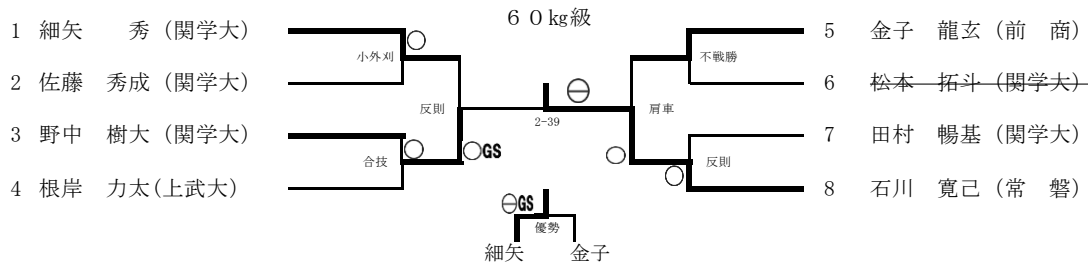 ６０kg級
1 細矢　秀（関学大）
2 佐藤　秀成（関学大）
3 野中　樹大（関学大）
4 根岸　力太(上武大)
小外刈
合技
反則
○GS
2-39
不戦勝
肩車
反則
5 金子　龍玄（前　商）
6 松本　拓斗（関学大）
7 田村　暢基（関学大）
8 石川　寛己（常　磐）
⊖GS
優勢
細矢　金子